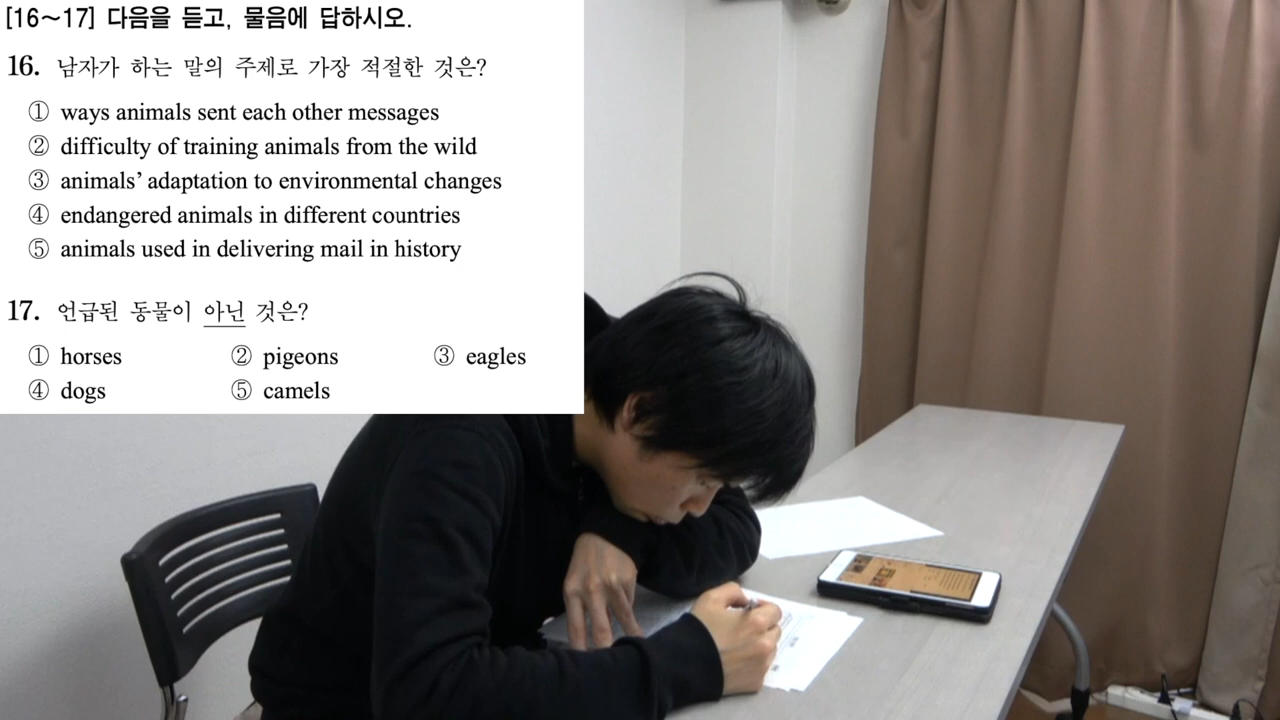 [16～17] 다음을 듣고, 물음에 답하시오.
16. 남자가 하는 말의 주제로 가장 적절한 것은?
① ways animals sent each other messages
② difficulty of training animals from the wild
③ animals’ adaptation to environmental changes
④ endangered animals in different countries
⑤ animals used in delivering mail in history
17. 언급된 동물이 아닌 것은?
① horses ② pigeons ③ eagles
④ dogs ⑤ camels